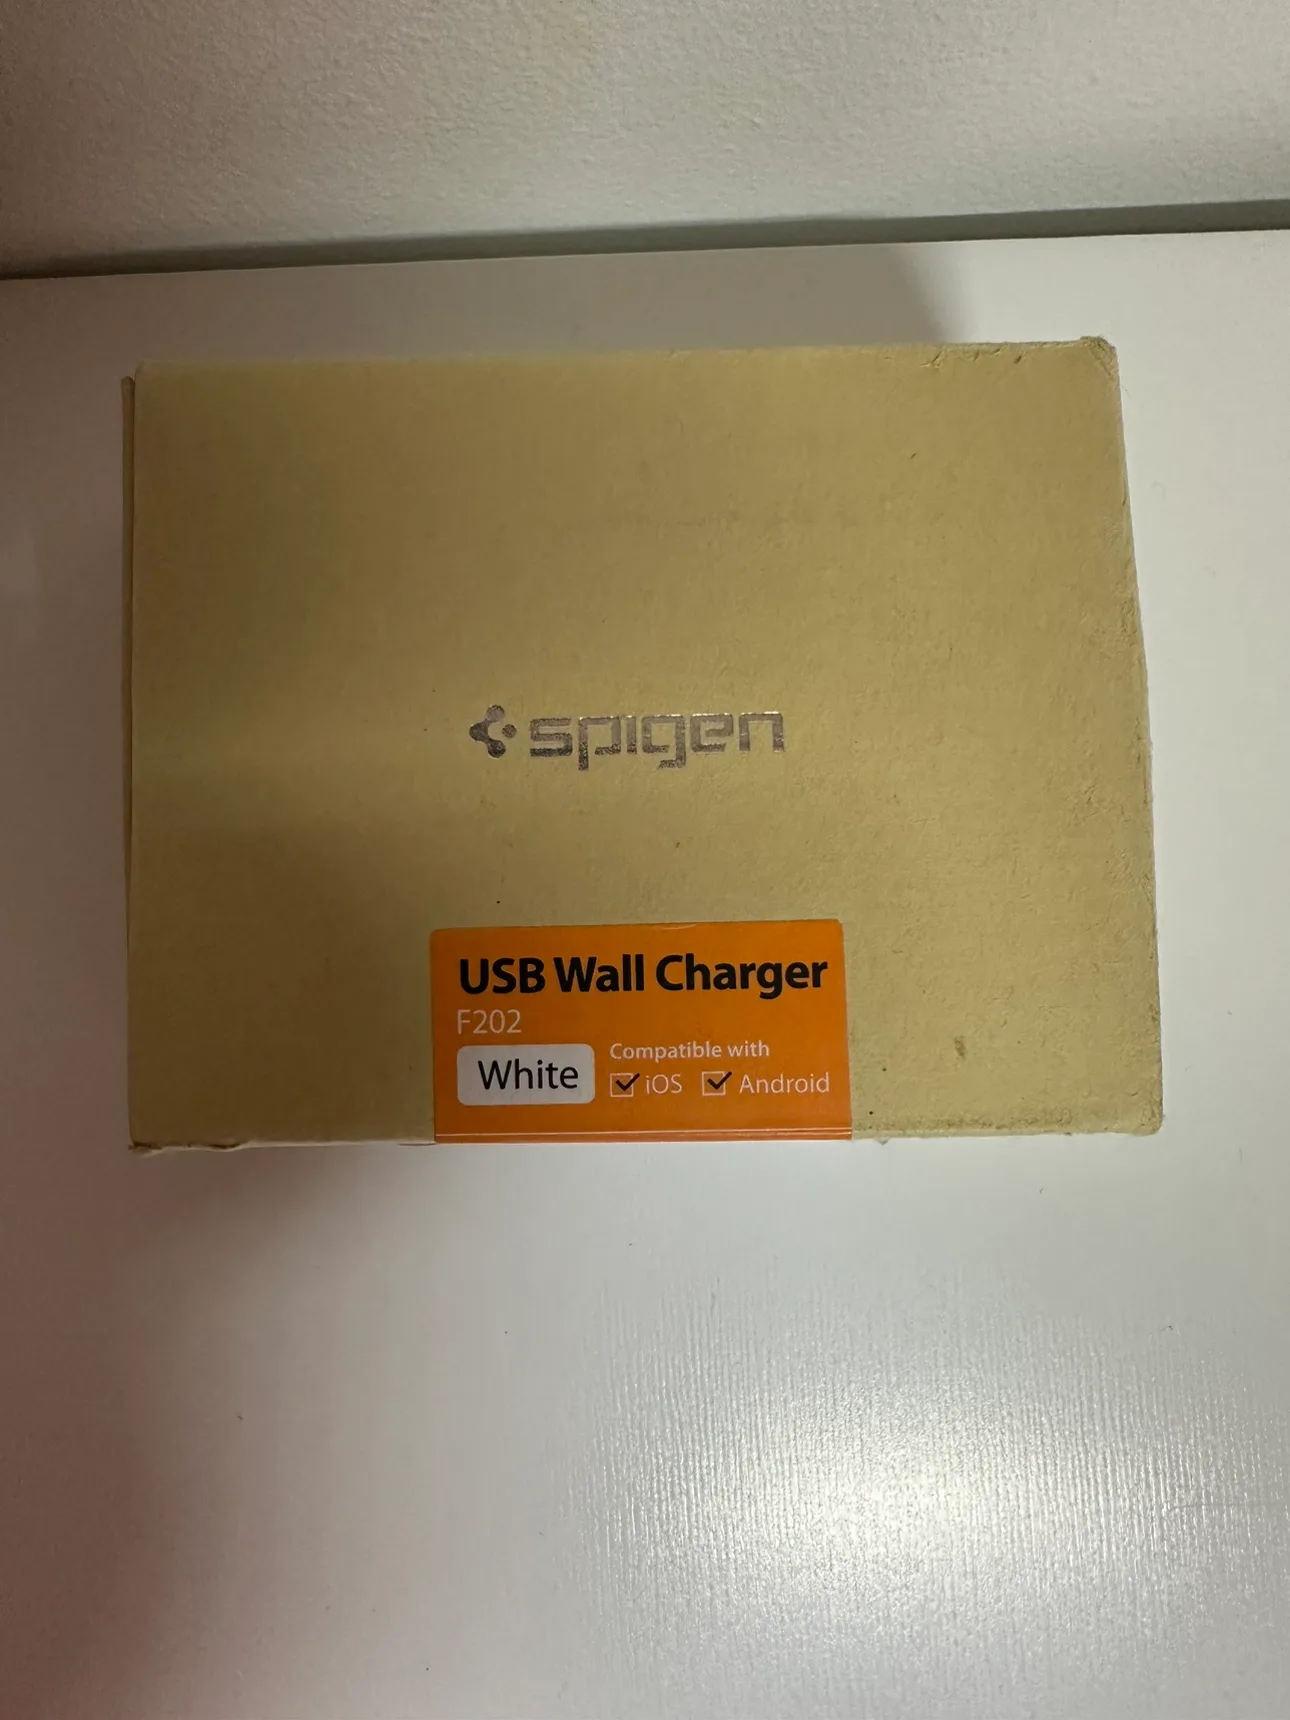 spigen
USB Wall Charger
F202
White
Compatible with
iOS Android